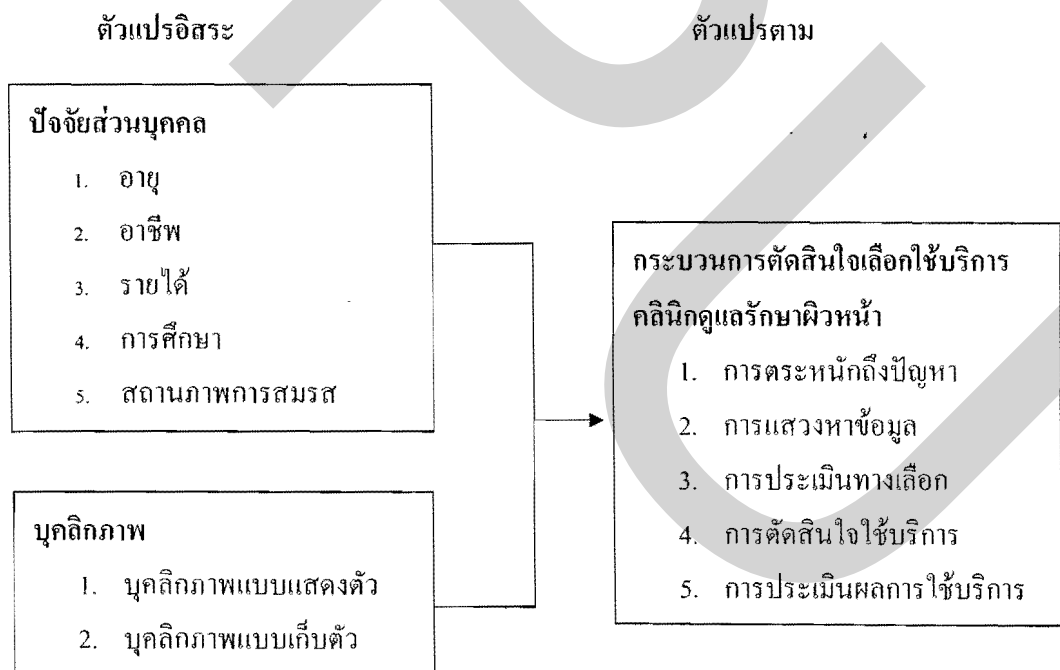 ตัวแปรอิสระ
ตัวแปรตาม
ปัจจัยส่วนบุคคล
1. อายุ
2. อาชีพ
3. รายได้
4. การศึกษา
5. สถานภาพการสมรส
บุคลิกภาพ
1. บุคลิกภาพแบบแสดงตัว
2. บุคลิกภาพแบบเก็บตัว
กระบวนการตัดสินใจเลือกใช้บริการ
คลินิกดูแลรักษาผิวหน้า
1. การตระหนักถึงปัญหา
2. การแสวงหาข้อมูล
3. การประเมินทางเลือก
4. การตัดสินใจใช้บริการ
5. การประเมินผลการใช้บริการ